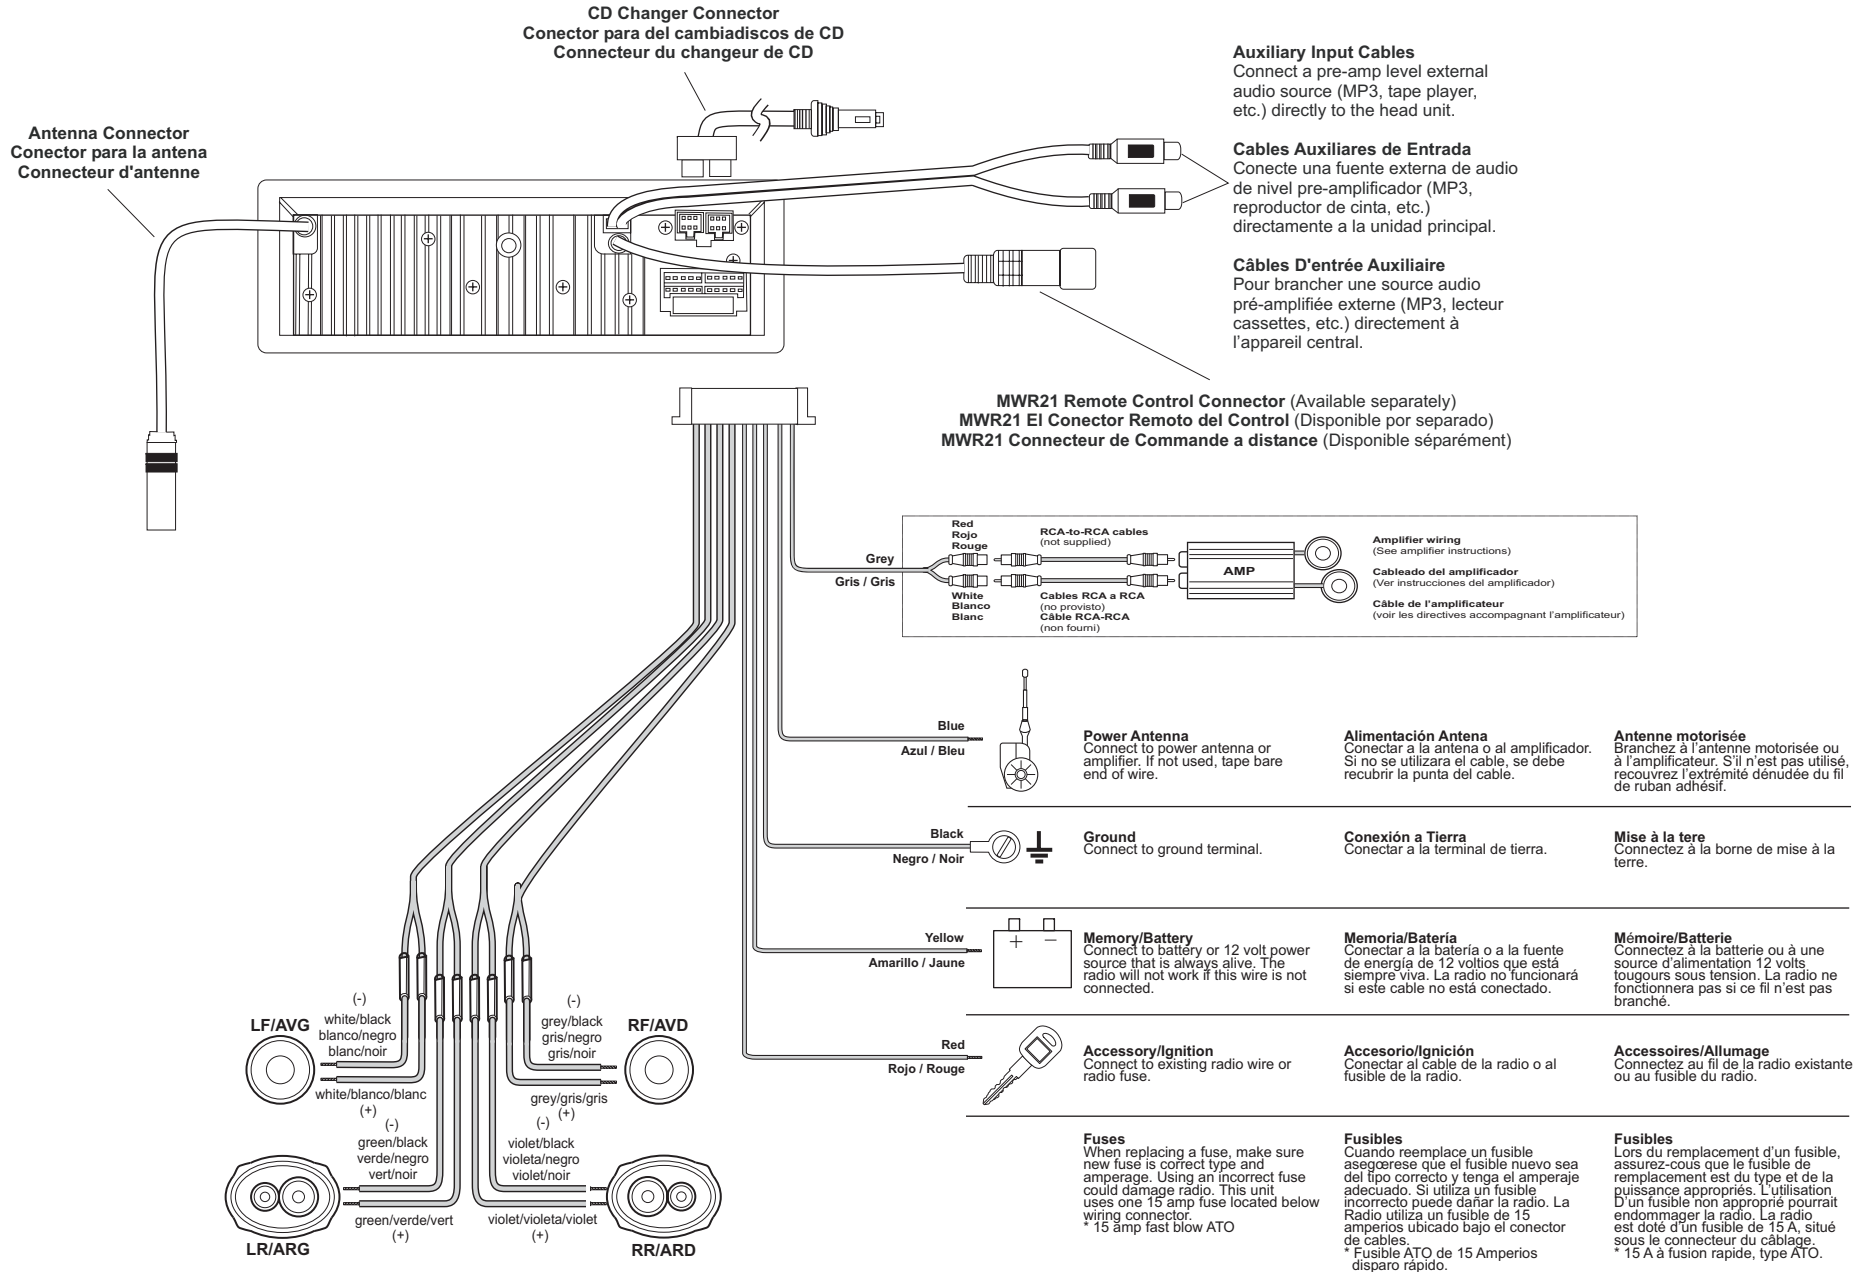 CD Changer Connector
Conector para del cambiadiscos de CD
Connecteur du changeur de CD
Antenna Connector
Conector para la antena
Connecteur d'antenne
Auxiliary Input Cables
Connect a pre-amp level external
audio source (MP3, tape player,
etc.) directly to the head unit.
Cables Auxiliares de Entrada
Conecte una fuente externa de audio
de nivel pre-amplificador (MP3,
reproductor de cinta, etc.)
directamente a la unidad principal.
Câbles D'entrée Auxiliaire
Pour brancher une source audio
pré-amplifiée externe (MP3, lecteur
cassettes, etc.) directement à
l'appareil central.
MWR21 Remote Control Connector (Available separately)
MWR21 El Conector Remoto del Control (Disponible por separado)
MWR21 Connecteur de Commande a distance (Disponible séparément)
Grey
Gris / Gris
Red
Rojo
Rouge
White
Blanco
Blanc
RCA-to-RCA cables
(not supplied)
Cables RCA a RCA
(no provisto)
Câble RCA-RCA
(non fourni)
AMP
Amplifier wiring
(See amplifier instructions)
Cableado del amplificador
(Ver instrucciones del amplificador)
Câble de l'amplificateur
(voir les directives accompagnant l'amplificateur)
Blue
Azul / Bleu
Power Antenna
Connect to power antenna or
amplifier. If not used, tape bare
end of wire.
Alimentación Antena
Conectar a la antena o al amplificador.
Si no se utilizara el cable, se debe
recubrir la punta del cable.
Antenne motorisée
Branchez à l'antenne motorisée ou
à l'amplificateur. S'il n'est pas utilisé,
recouvrez l'extrémité dénudée du fil
de ruban adhésif.
Black
Negro / Noir
Ground
Connect to ground terminal.
Conexión a Tierra
Conectar a la terminal de tierra.
Mise à la tere
Connectez à la borne de mise à la
terre.
Yellow
Amarillo / Jaune
+ −
Memory/Battery
Connect to battery or 12 volt power
source that is always alive. The
radio will not work if this wire is not
connected.
Memoria/Batería
Conectar a la batería o a la fuente
de energía de 12 voltios que está
siempre viva. La radio no funcionará
si este cable no está conectado.
Mémoire/Batterie
Connectez à la batterie ou à une
source d'alimentation 12 volts
tougours sous tension. La radio ne
fonctionnera pas si ce fil n'est pas
branché.
Red
Rojo / Rouge
Accessory/Ignition
Connect to existing radio wire or
radio fuse.
Accesorio/Ignición
Conectar al cable de la radio o al
fusible de la radio.
Accessoires/Allumage
Connectez au fil de la radio existante
ou au fusible du radio.
Fuses
When replacing a fuse, make sure
new fuse is correct type and
amperage. Using an incorrect fuse
could damage radio. This unit
uses one 15 amp fuse located below
wiring connector.
* 15 amp fast blow ATO
Fusibles
Cuando reemplace un fusible
asegœrese que el fusible nuevo sea
del tipo correcto y tenga el amperaje
adecuado. Si utiliza un fusible
incorrecto puede dañar la radio. La
Radio utiliza un fusible de 15
amperios ubicado bajo el conector
de cables.
* Fusible ATO de 15 Amperios
disparo rápido.
Fusibles
Lors du remplacement d'un fusible,
assurez-cous que le fusible de
remplacement est du type et de la
puissance appropriés. L'utilisation
D'un fusible non approprié pourrait
endommager la radio. La radio
est doté d'un fusible de 15 A, situé
sous le connecteur du câblage.
* 15 A à fusion rapide, type ATO.
LF/AVG
(-)
white/black
blanco/negro
blanc/noir
white/blanco/blanc
(+)
RF/AVD
(-)
grey/black
gris/negro
gris/noir
grey/gris/gris
(+)
LR/ARG
(-)
green/black
verde/negro
vert/noir
green/verde/vert
(+)
RR/ARD
(-)
violet/black
violeta/negro
violet/noir
violet/violeta/violet
(+)